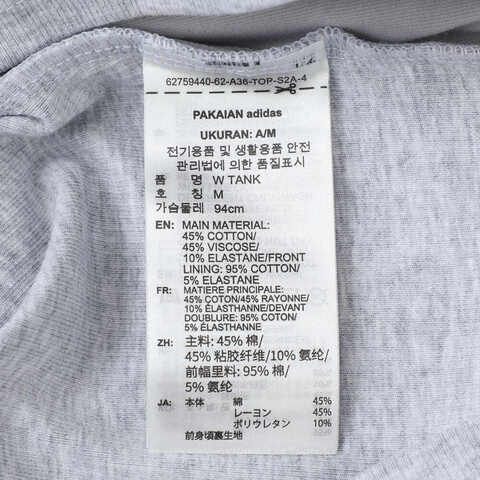 62759440-62-A36-TOP-S2A-4
PAKAIAN adidas
UKURAN: A/M
전기용품 및 생활용품 안전
관리법에 의한 품질표시
품 명 W TANK
호 칭 M
가슴둘레 94cm
EN: MAIN MATERIAL:
45% COTTON/
45% VISCOSE/
10% ELASTANE/FRONT
LINING: 95% COTTON/
5% ELASTANE
FR: MATIERE PRINCIPALE:
45% COTON/45% RAYONNE/
10% ÉLASTHANNE/DEVANT
DOUBLURE: 95% COTON/
5% ÉLASTHANNE
ZH: 主料: 45% 棉/
45% 粘胶纤维/10% 氨纶/
前幅里料: 95% 棉/
5% 氨纶
JA: 本体 綿 45%
レーヨン 45%
ポリウレタン 10%
前身頃裏生地